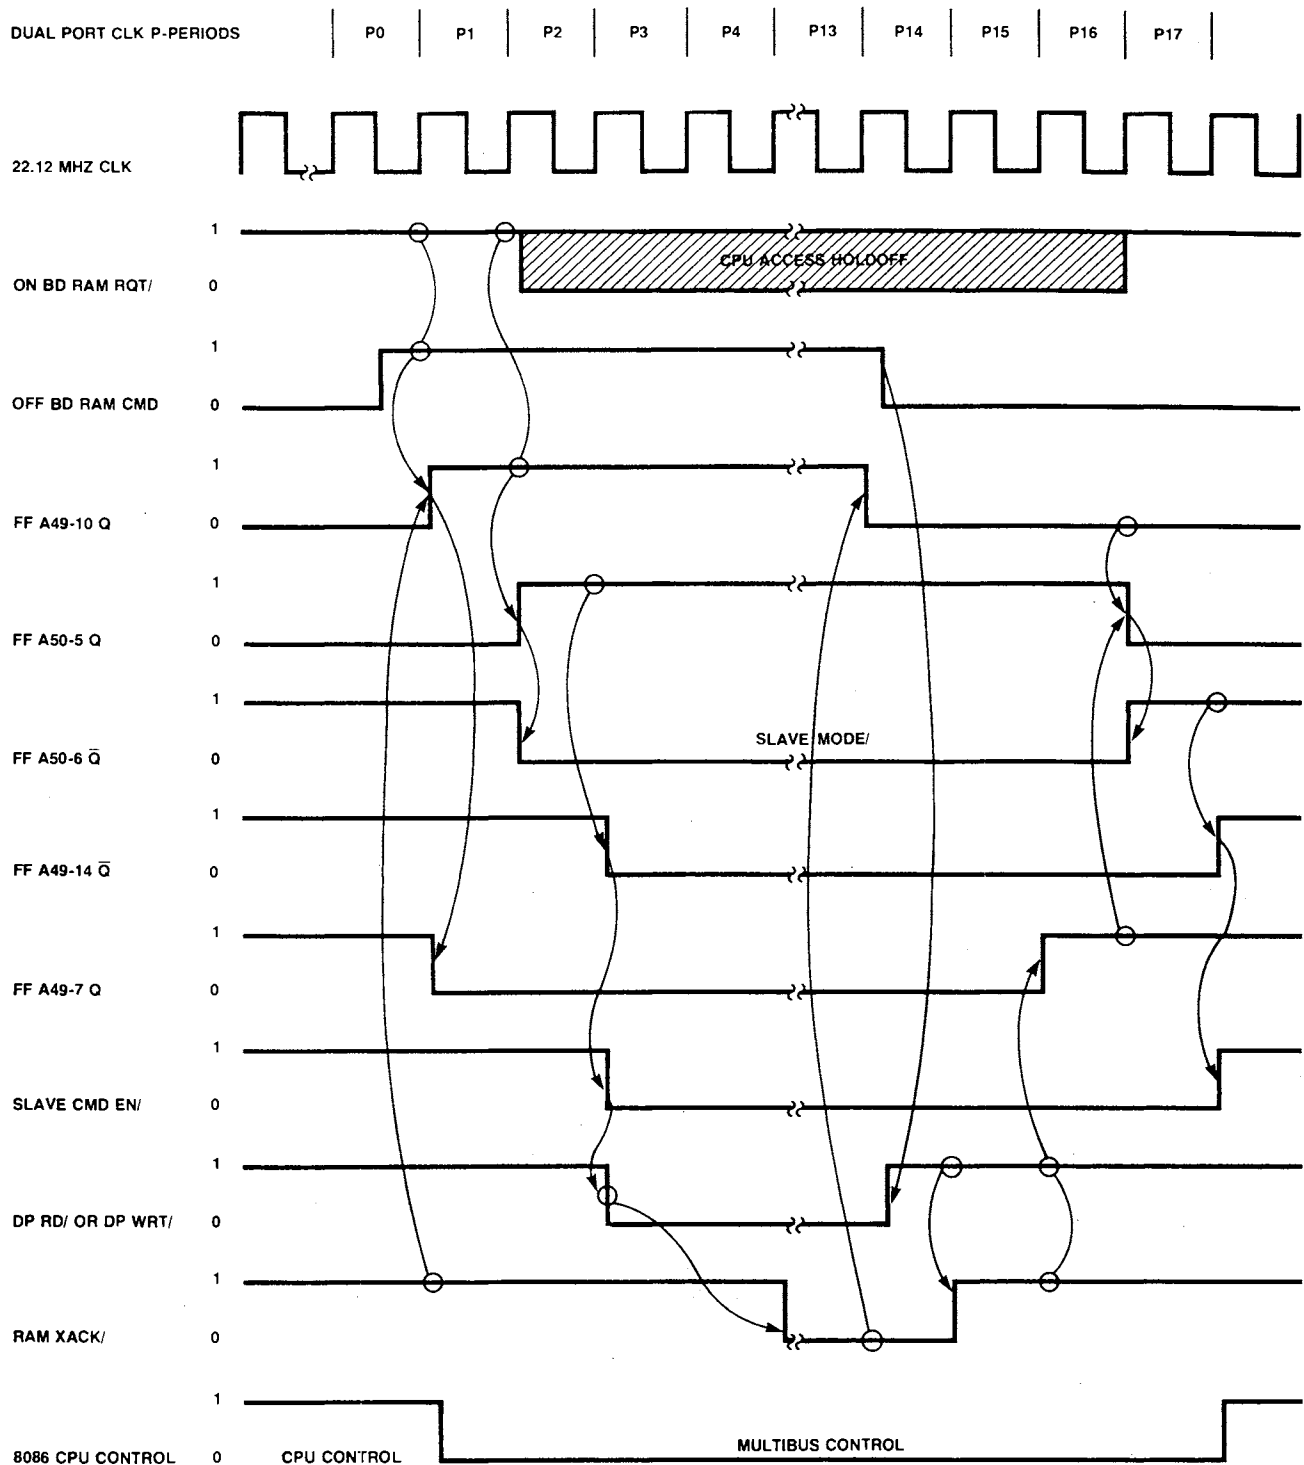 DUAL PORT CLK P-PERIODS P0 P1 P2 P3 P4 P13 P14 P15 P16 P17
22.12 MHZ CLK
1
CPU ACCESS HOLDOFF
ON BD RAM RQT/ 0
1
OFF BD RAM CMD 0
1
FF A49-10 Q 0
1
FF A50-5 Q 0
1
SLAVE MODE/
FF A50-6 Q̅ 0
1
FF A49-14 Q̅ 0
1
FF A49-7 Q 0
1
SLAVE CMD EN/ 0
1
DP RD/ OR DP WRT/ 0
1
RAM XACK/ 0
1
MULTIBUS CONTROL
8086 CPU CONTROL 0 CPU CONTROL